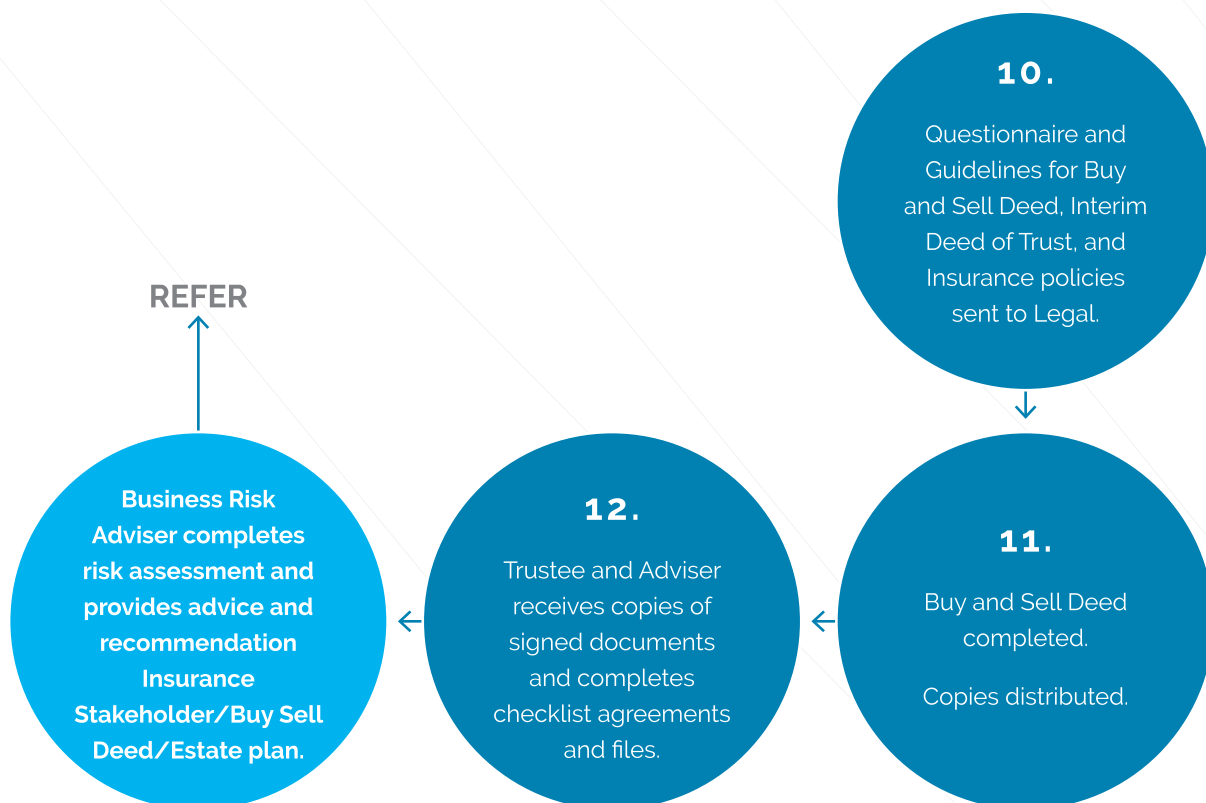 10.
Questionnaire and
Guidelines for Buy
and Sell Deed, Interim
Deed of Trust, and
Insurance policies
sent to Legal.
REFER
Business Risk
Adviser completes
risk assessment and
provides advice and
recommendation
Insurance
Stakeholder/Buy Sell
Deed/Estate plan.
12.
Trustee and Adviser
receives copies of
signed documents
and completes
checklist agreements
and files.
11.
Buy and Sell Deed
completed.
Copies distributed.